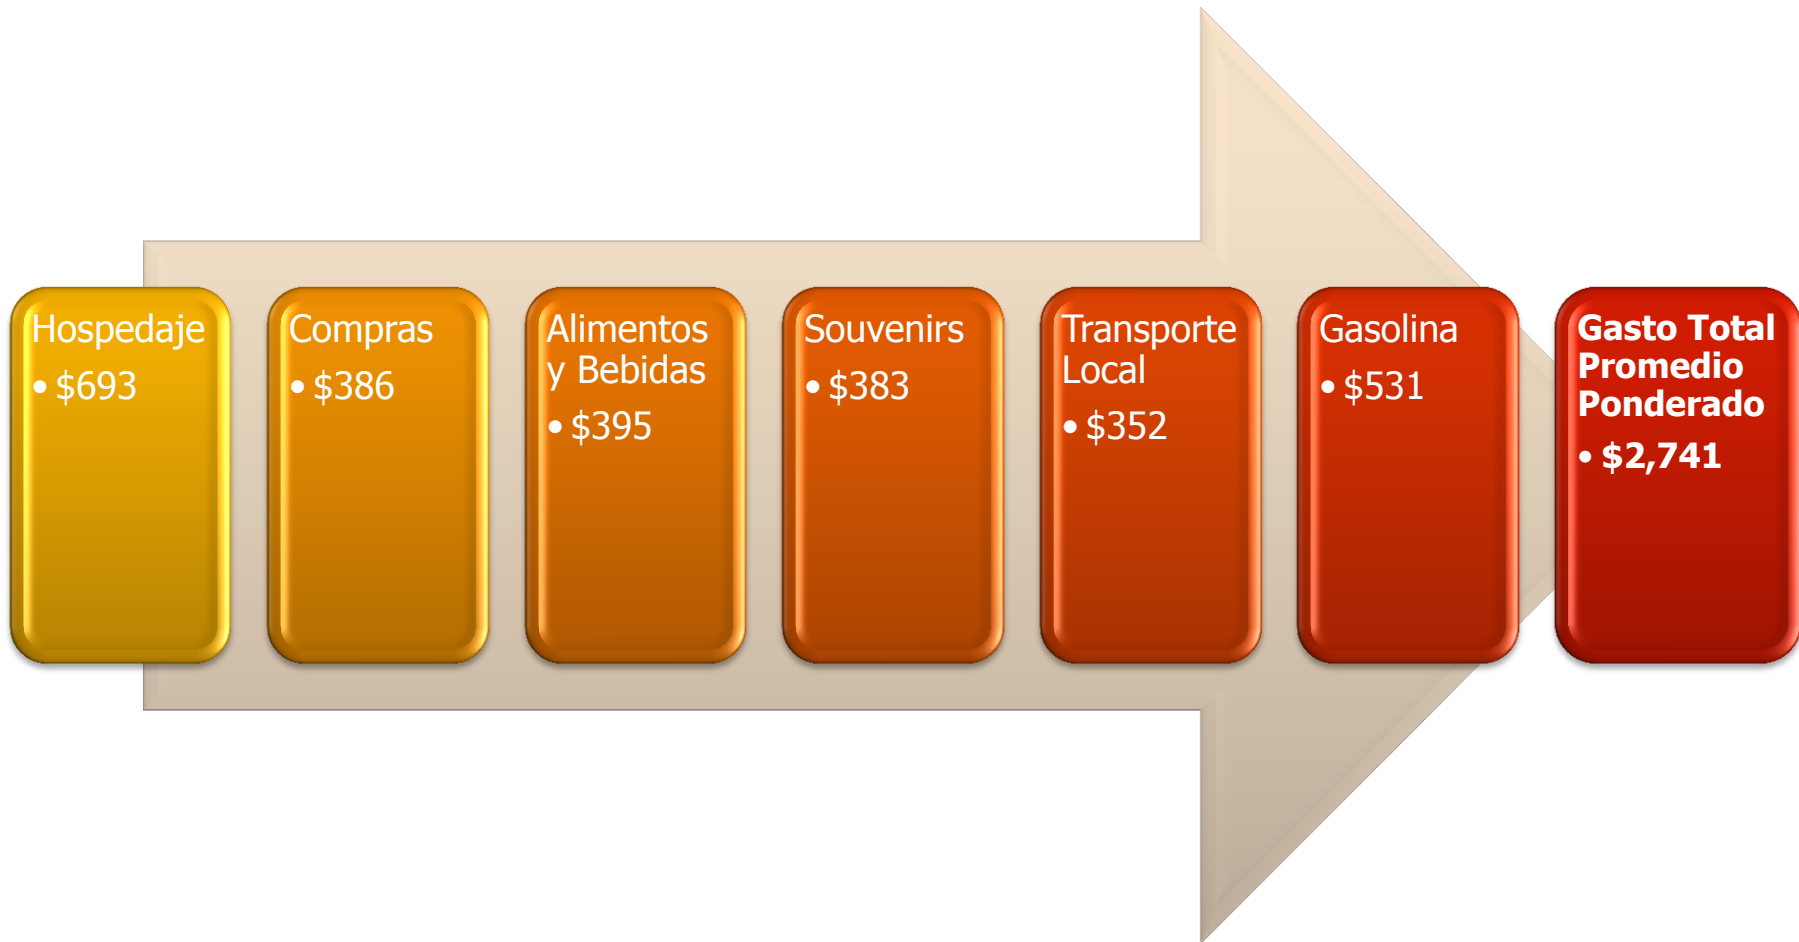 Hospedaje
• $693
Compras
• $386
Alimentos
y Bebidas
• $395
Souvenirs
• $383
Transporte
Local
• $352
Gasolina
• $531
Gasto Total
Promedio
Ponderado
• $2,741